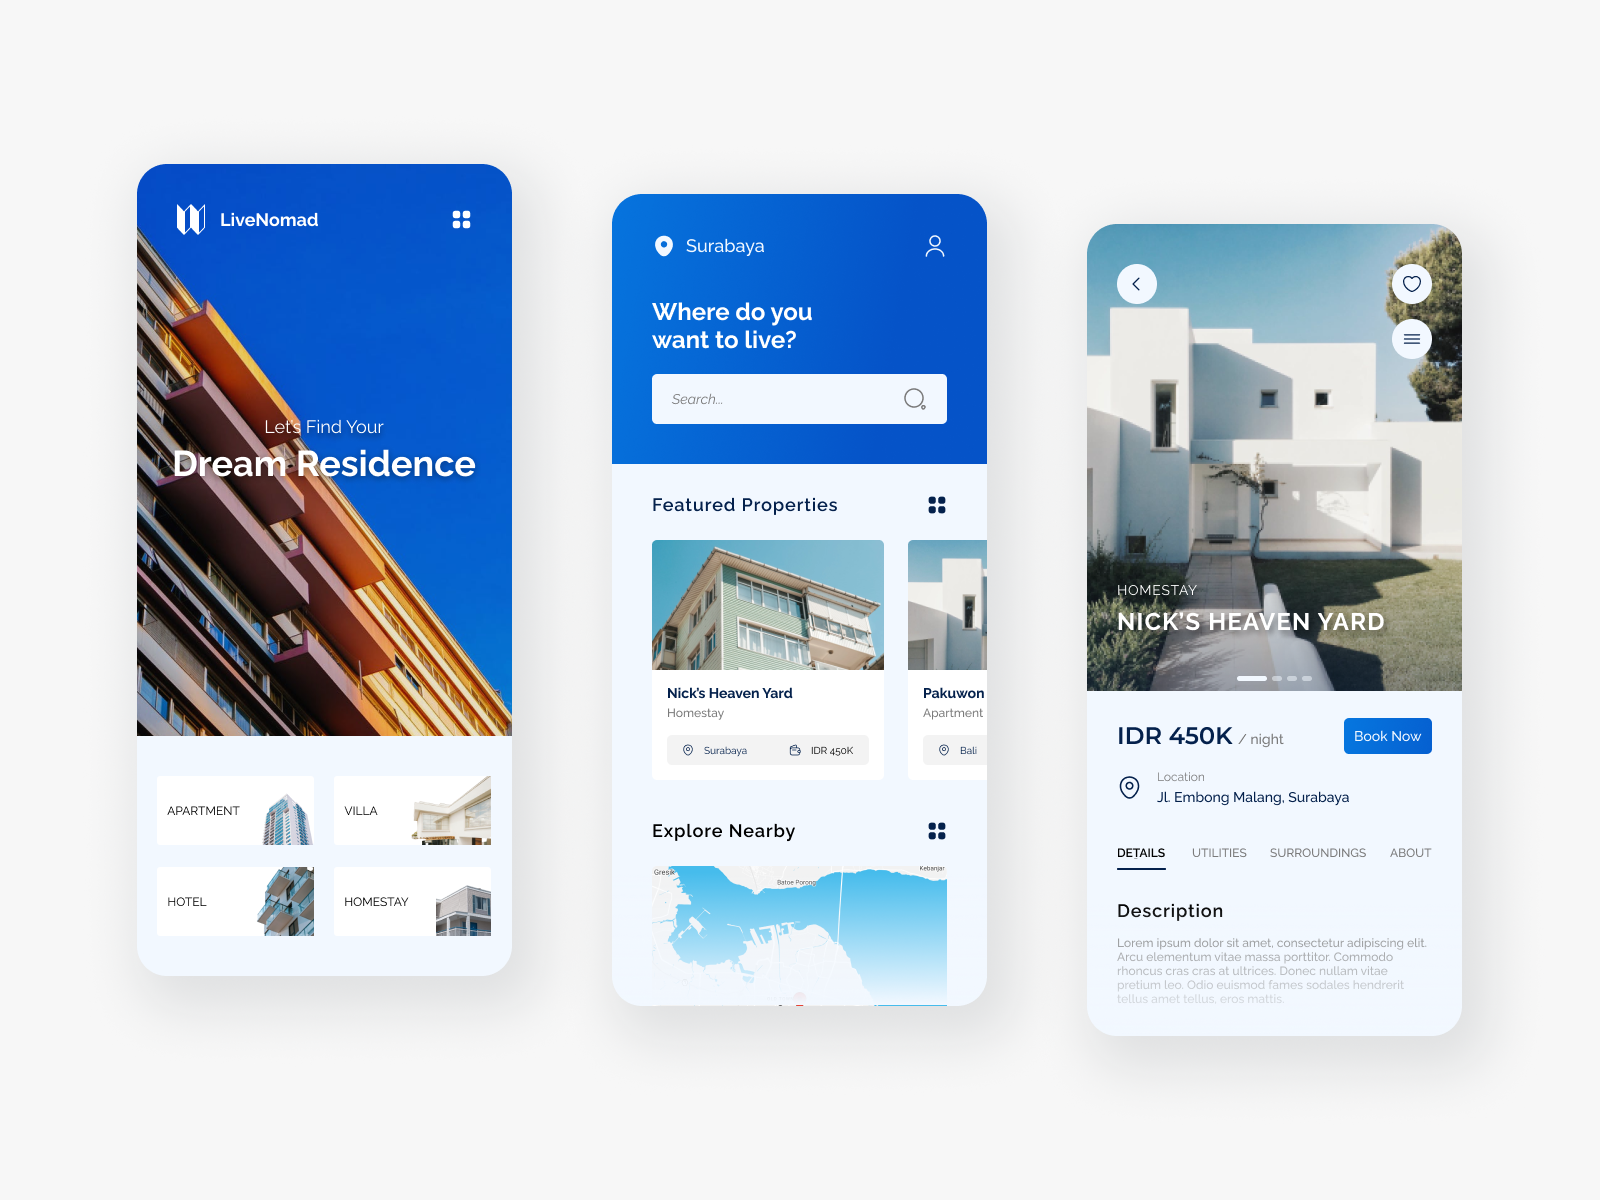 LiveNomad
Let's Find Your
Dream Residence
APARTMENT
VILLA
HOTEL
HOMESTAY
Surabaya
Where do you
want to live?
Search...
Featured Properties
Nick's Heaven Yard
Homestay
Surabaya
IDR 450K
Pakuwon
Apartment
Bali
Explore Nearby
Gresik
Batoe Porong
Kebanjar
HOMESTAY
NICK'S HEAVEN YARD
IDR 450K / night
Book Now
Location
Jl. Embong Malang, Surabaya
DETAILS
UTILITIES
SURROUNDINGS
ABOUT
Description
Lorem ipsum dolor sit amet, consectetur adipiscing elit.
Arcu elementum vitae massa porttitor. Commodo
rhoncus cras cras at ultrices. Donec nullam vitae
pretium leo. Odio euismod fames sodales hendrerit
tellus amet tellus, eros mattis.